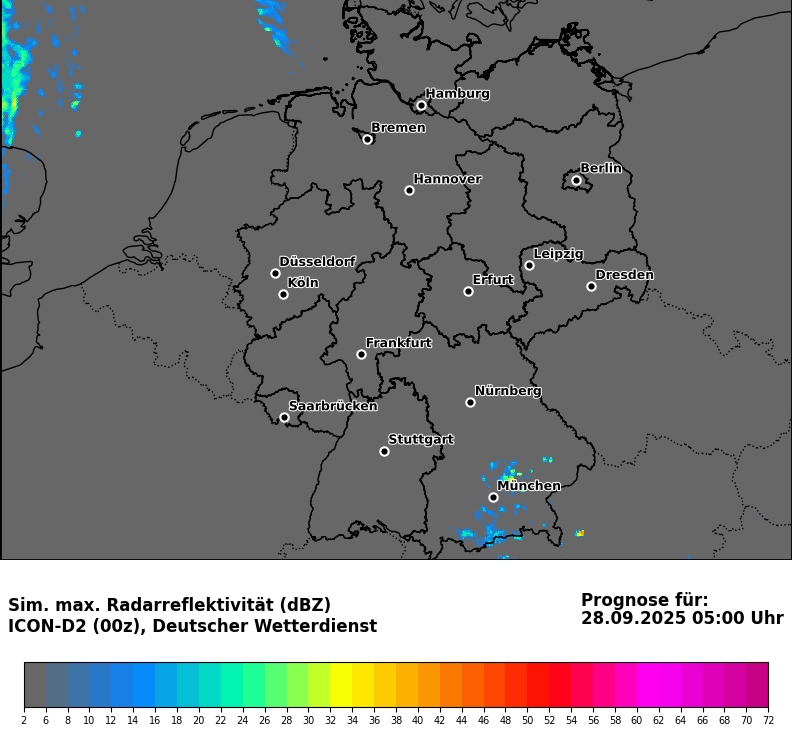 Hamburg
Bremen
Berlin
Hannover
Leipzig
Düsseldorf
Dresden
Köln
Erfurt
Frankfurt
Nürnberg
Saarbrücken
Stuttgart
München
Sim. max. Radarreflektivität (dBZ)
ICON-D2 (00z), Deutscher Wetterdienst
Prognose für:
28.09.2025 05:00 Uhr
2 6 8 10 12 14 16 18 20 22 24 26 28 30 32 34 36 38 40 42 44 46 48 50 52 54 56 58 60 62 64 66 68 70 72